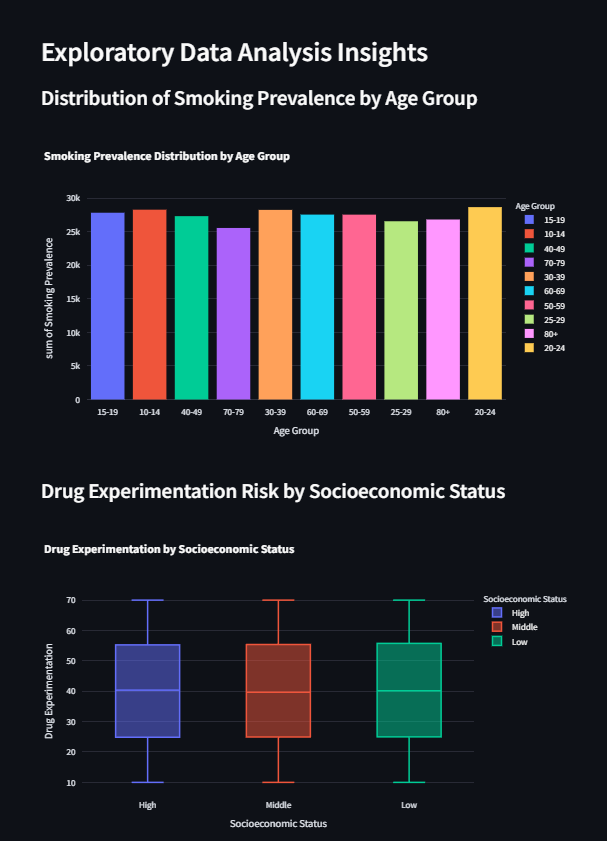 Exploratory Data Analysis Insights
Distribution of Smoking Prevalence by Age Group
Smoking Prevalence Distribution by Age Group
30k
25k
20k
15k
10k
5k
0
sum of Smoking Prevalence
15-19
10-14
40-49
70-79
30-39
60-69
50-59
25-29
80+
20-24
Age Group
Age Group
15-19
10-14
40-49
70-79
30-39
60-69
50-59
25-29
80+
20-24
Drug Experimentation Risk by Socioeconomic Status
Drug Experimentation by Socioeconomic Status
70
60
50
40
30
20
10
Drug Experimentation
High
Middle
Low
Socioeconomic Status
Socioeconomic Status
High
Middle
Low